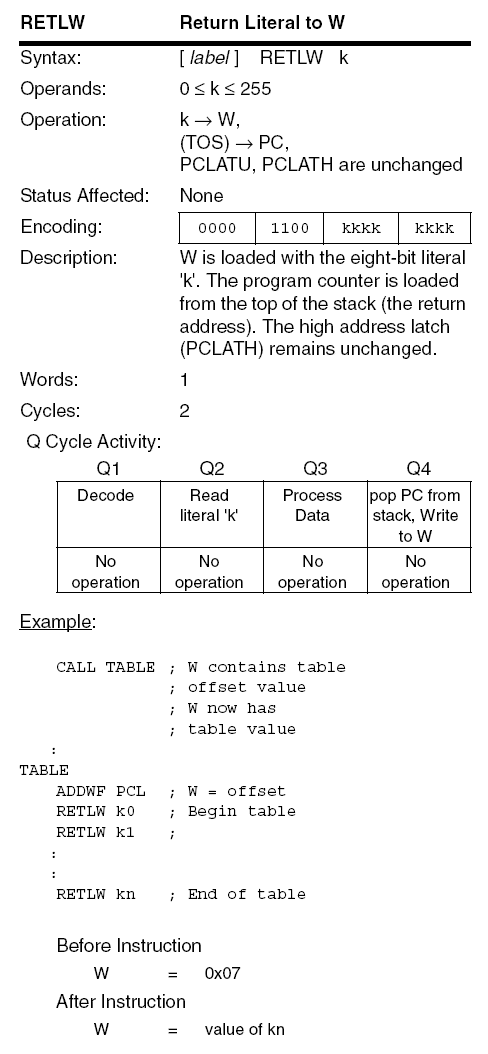 RETLW Return Literal to W
Syntax: [ label ] RETLW k
Operands: 0 ≤ k ≤ 255
Operation: k → W,
(TOS) → PC,
PCLATU, PCLATH are unchanged
Status Affected: None
Encoding: 0000 1100 kkkk kkkk
Description: W is loaded with the eight-bit literal
'k'. The program counter is loaded
from the top of the stack (the return
address). The high address latch
(PCLATH) remains unchanged.
Words: 1
Cycles: 2
Q Cycle Activity:
Q1 Q2 Q3 Q4
Decode Read Process pop PC from
literal 'k' Data stack, Write
to W
No No No No
operation operation operation operation
Example:
CALL TABLE ; W contains table
; offset value
; W now has
; table value
:
TABLE
ADDWF PCL ; W = offset
RETLW k0 ; Begin table
RETLW k1 ;
:
:
RETLW kn ; End of table
Before Instruction
W = 0x07
After Instruction
W = value of kn